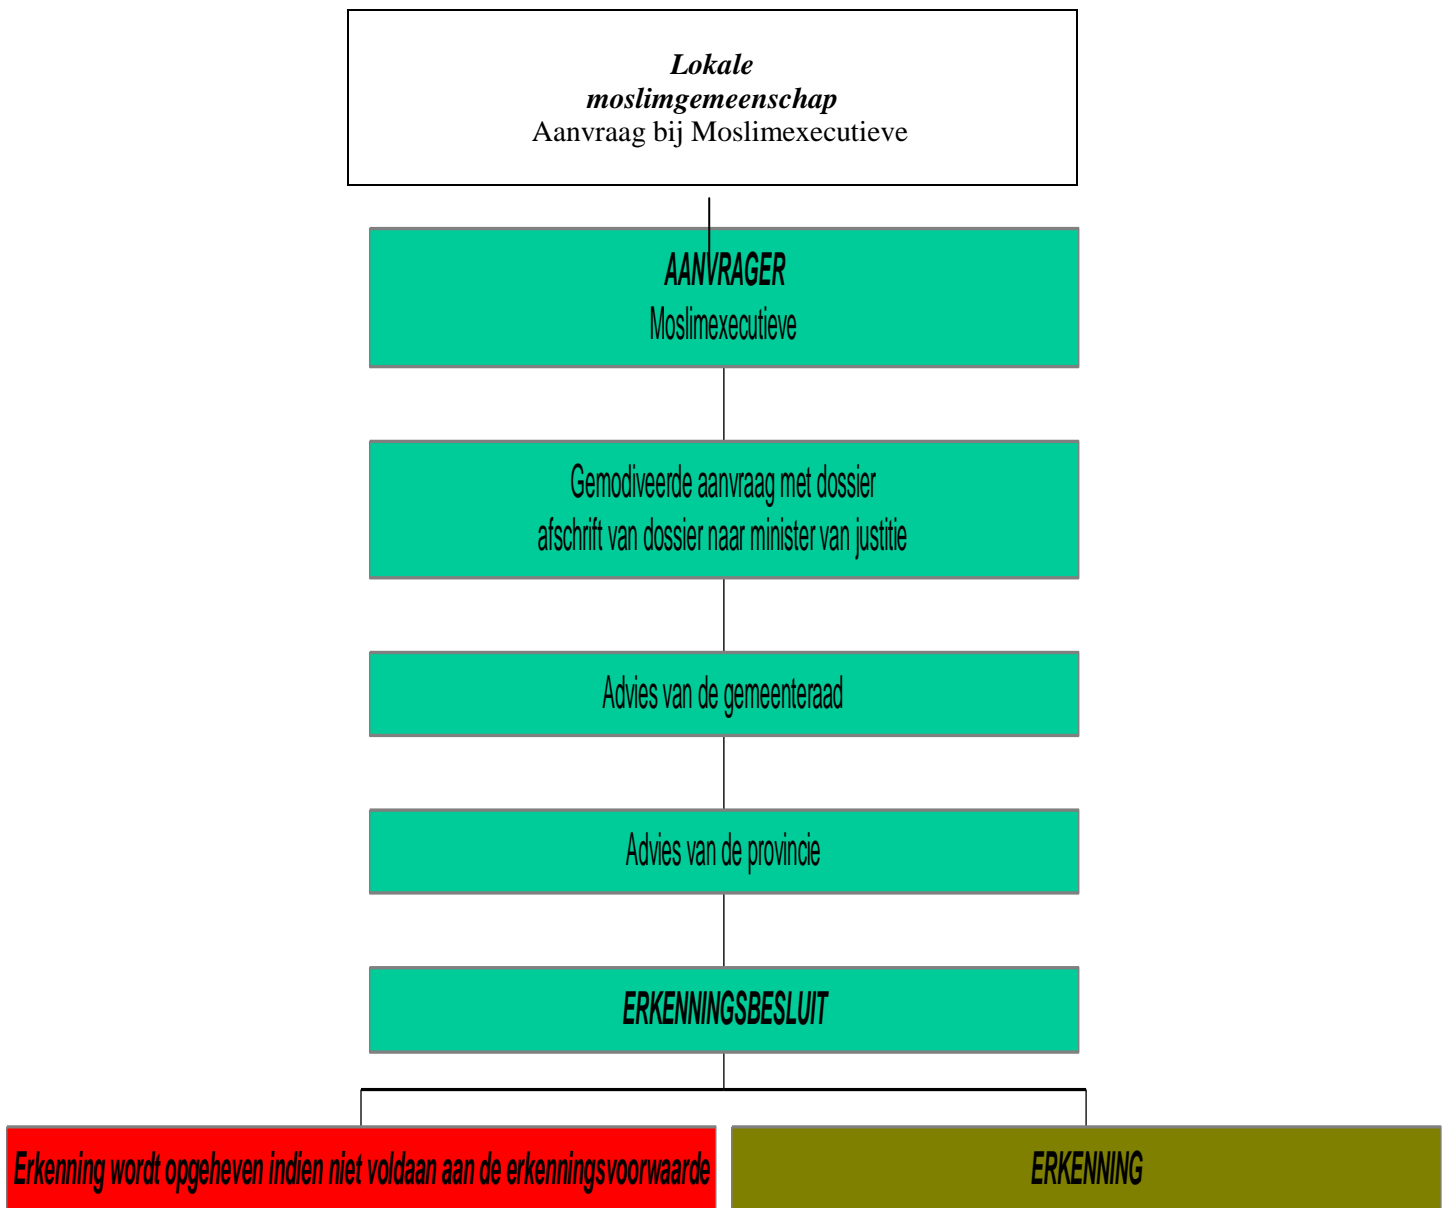 Lokale
moslimgemeenschap
Aanvraag bij Moslimexecutieve
AANVRAGER
Moslimexecutieve
Gemodiveerde aanvraag met dossier
afschrift van dossier naar minister van justitie
Advies van de gemeenteraad
Advies van de provincie
ERKENNINGSBESLUIT
Erkenning wordt opgeheven indien niet voldaan aan de erkenningsvoorwaarde
ERKENNING